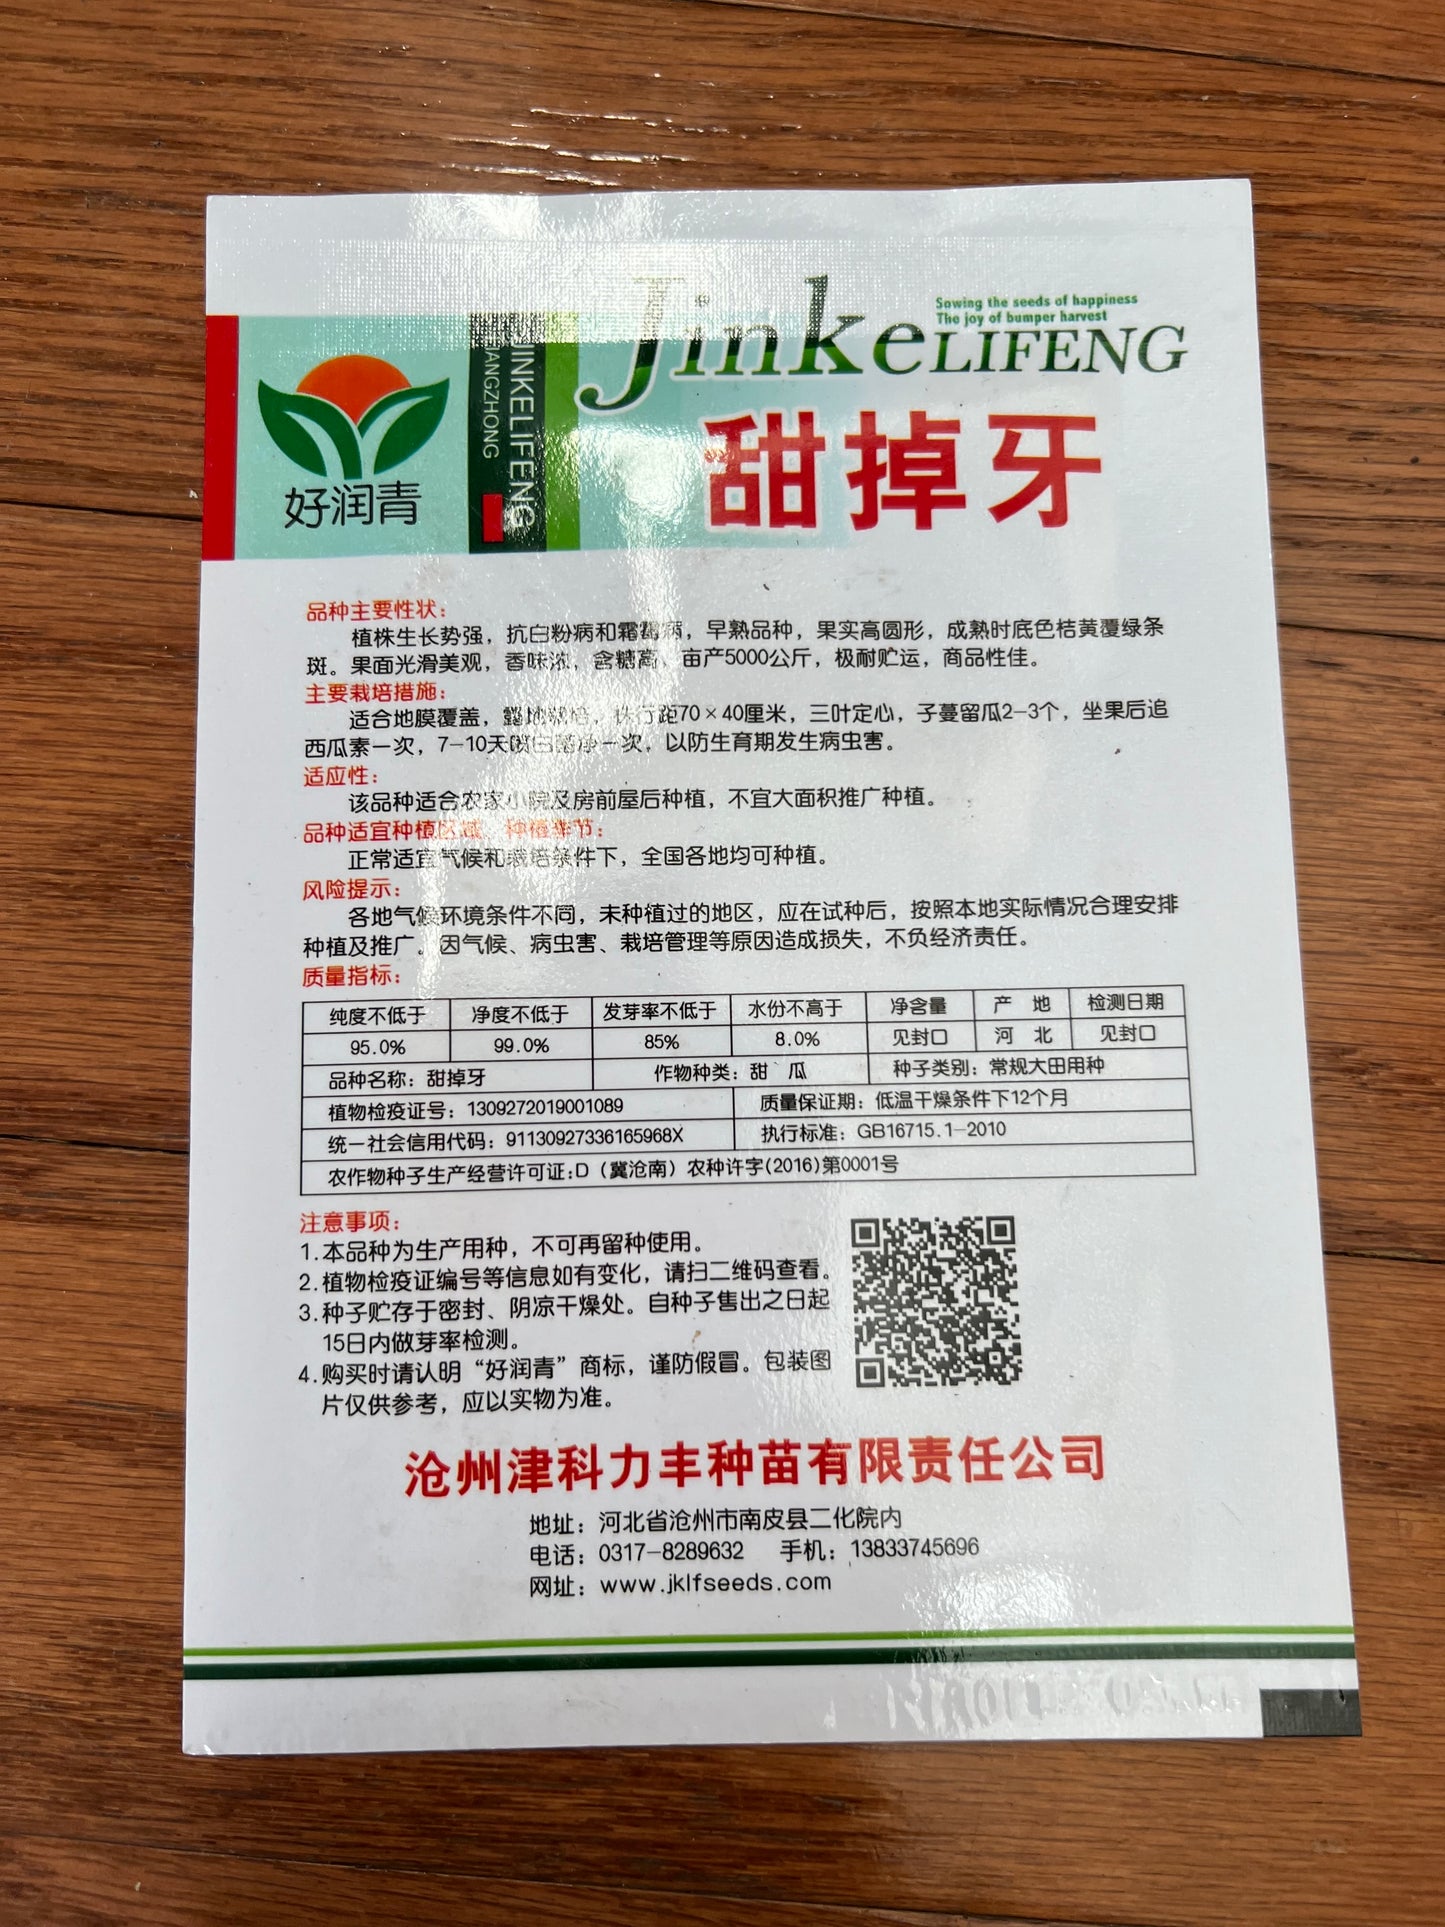 Sowing the seeds of happiness
The joy of bumper harvest
JinkeLIFENG
JINKELIFENG
好润青
甜掉牙
品种主要性状：
植株生长势强，抗白粉病和霜霉病，早熟品种，果实高圆形，成熟时底色桔黄覆绿条
斑。果面光滑美观，香味浓，含糖高，亩产5000公斤，极耐贮运，商品性佳。
主要栽培措施：
适合地膜覆盖，露地栽培，株行距70×40厘米，三叶定心，子蔓留瓜2-3个，坐果后追
西瓜素一次，7-10天喷白菌净一次，以防生育期发生病虫害。
适应性：
该品种适合农家小院及房前屋后种植，不宜大面积推广种植。
品种适宜种植区域、种植季节：
正常适宜气候和栽培条件下，全国各地均可种植。
风险提示：
各地气候环境条件不同，未种植过的地区，应在试种后，按照本地实际情况合理安排
种植及推广。因气候、病虫害、栽培管理等原因造成损失，不负经济责任。
质量指标：
纯度不低于 净度不低于 发芽率不低于 水份不高于 净含量 产 地 检测日期
95.0% 99.0% 85% 8.0% 见封口 河 北 见封口
品种名称：甜掉牙 作物种类：甜 瓜 种子类别：常规大田用种
植物检疫证号：1309272019001089 质量保证期：低温干燥条件下12个月
统一社会信用代码：91130927336165968X 执行标准：GB16715.1-2010
农作物种子生产经营许可证:D（冀沧南）农种许字(2016)第0001号
注意事项：
1.本品种为生产用种，不可再留种使用。
2.植物检疫证编号等信息如有变化，请扫二维码查看。
3.种子贮存于密封、阴凉干燥处。自种子售出之日起
15日内做芽率检测。
4.购买时请认明“好润青”商标，谨防假冒。包装图
片仅供参考，应以实物为准。
沧州津科力丰种苗有限责任公司
地址：河北省沧州市南皮县二化院内
电话：0317-8289632 手机：13833745696
网址：www.jklfseeds.com